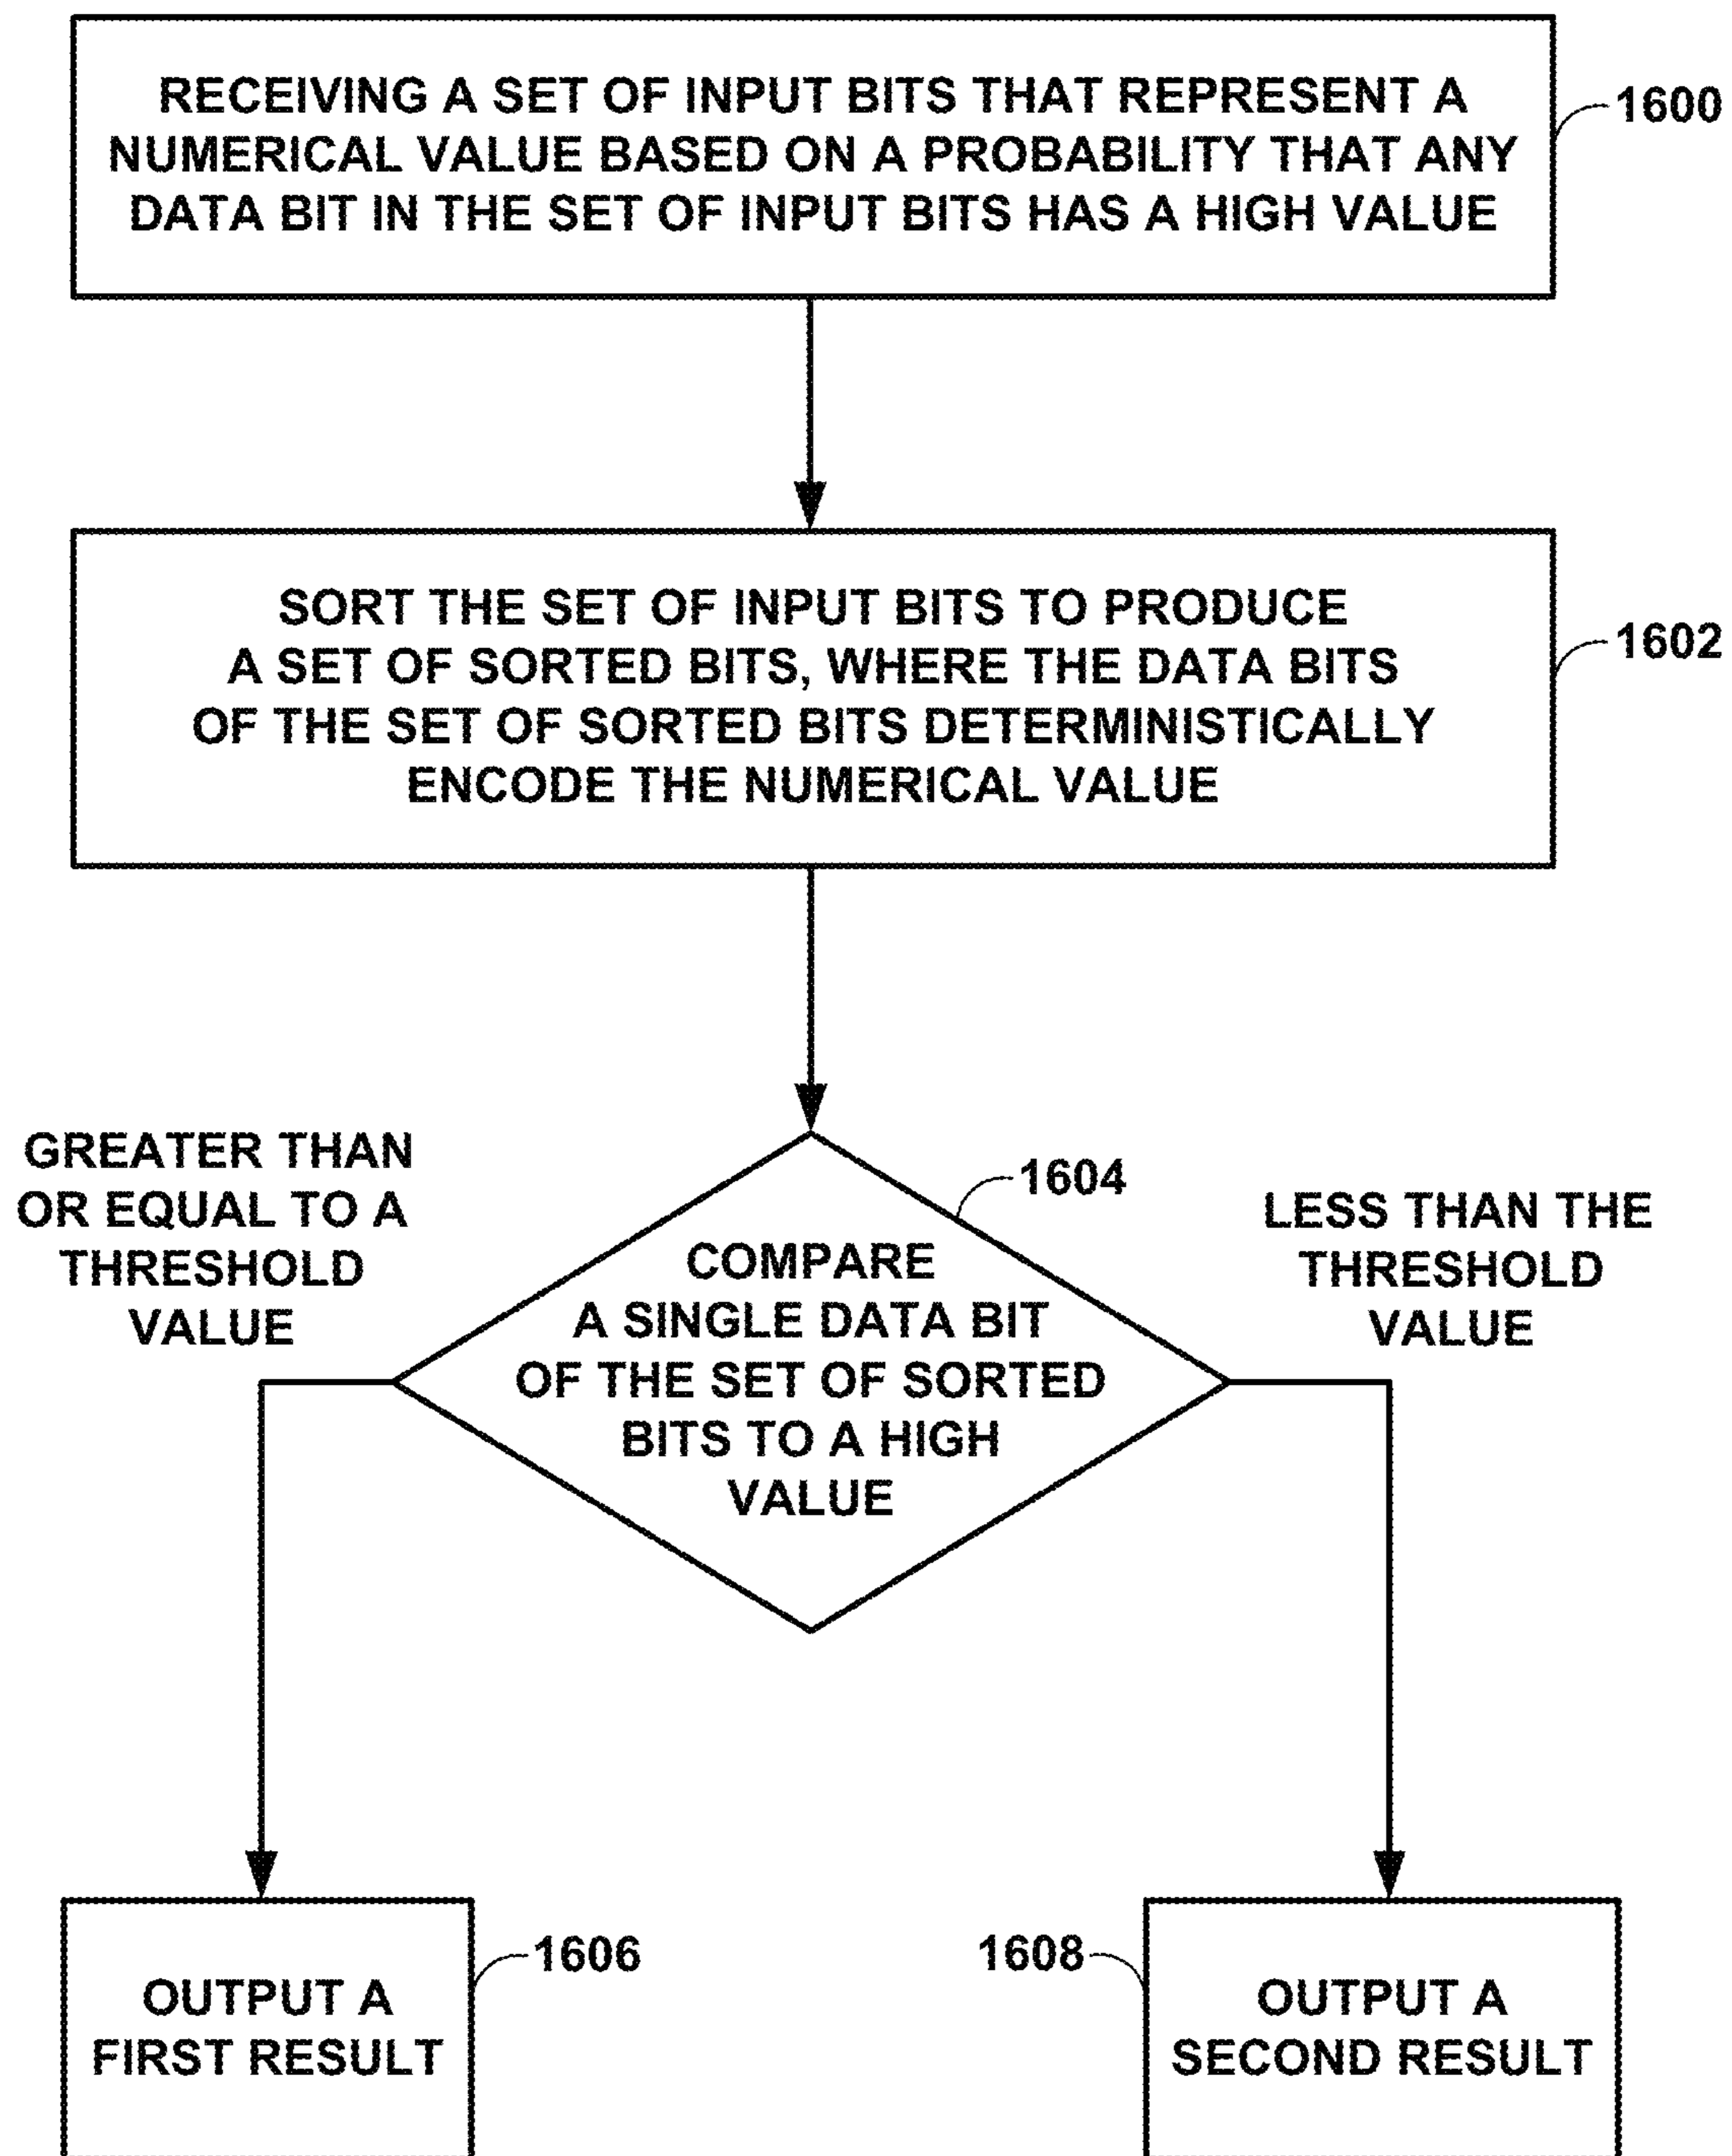 RECEIVING A SET OF INPUT BITS THAT REPRESENT A
NUMERICAL VALUE BASED ON A PROBABILITY THAT ANY
DATA BIT IN THE SET OF INPUT BITS HAS A HIGH VALUE
1600
SORT THE SET OF INPUT BITS TO PRODUCE
A SET OF SORTED BITS, WHERE THE DATA BITS
OF THE SET OF SORTED BITS DETERMINISTICALLY
ENCODE THE NUMERICAL VALUE
1602
GREATER THAN
OR EQUAL TO A
THRESHOLD
VALUE
1604
COMPARE
A SINGLE DATA BIT
OF THE SET OF SORTED
BITS TO A HIGH
VALUE
LESS THAN THE
THRESHOLD
VALUE
OUTPUT A
FIRST RESULT
1606
1608
OUTPUT A
SECOND RESULT